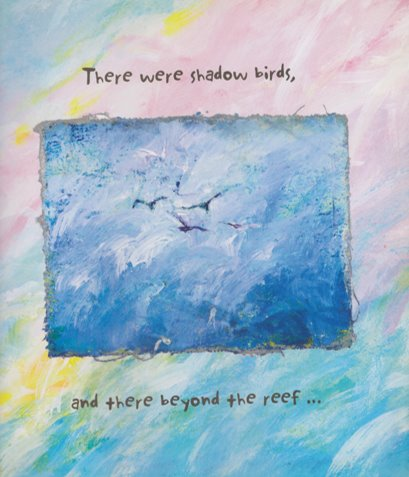 There were shadow birds,
and there beyond the reef ...